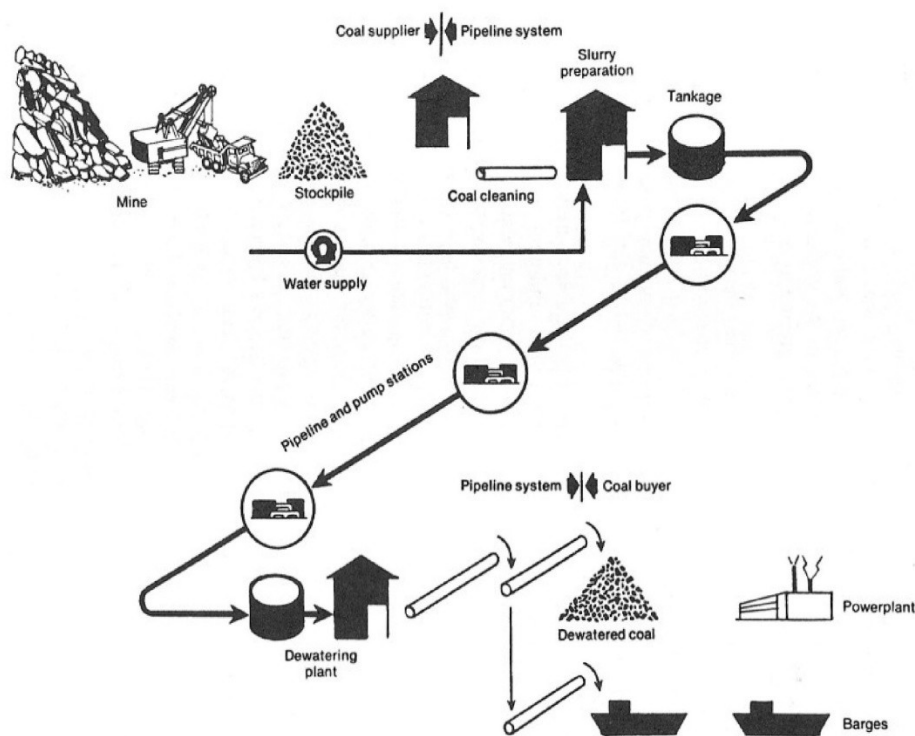 Coal supplier Pipeline system
Slurry
preparation
Tankage
Mine
Stockpile
Coal cleaning
Water supply
Pipeline and pump stations
Pipeline system Coal buyer
Dewatering
plant
Dewatered coal
Powerplant
Barges